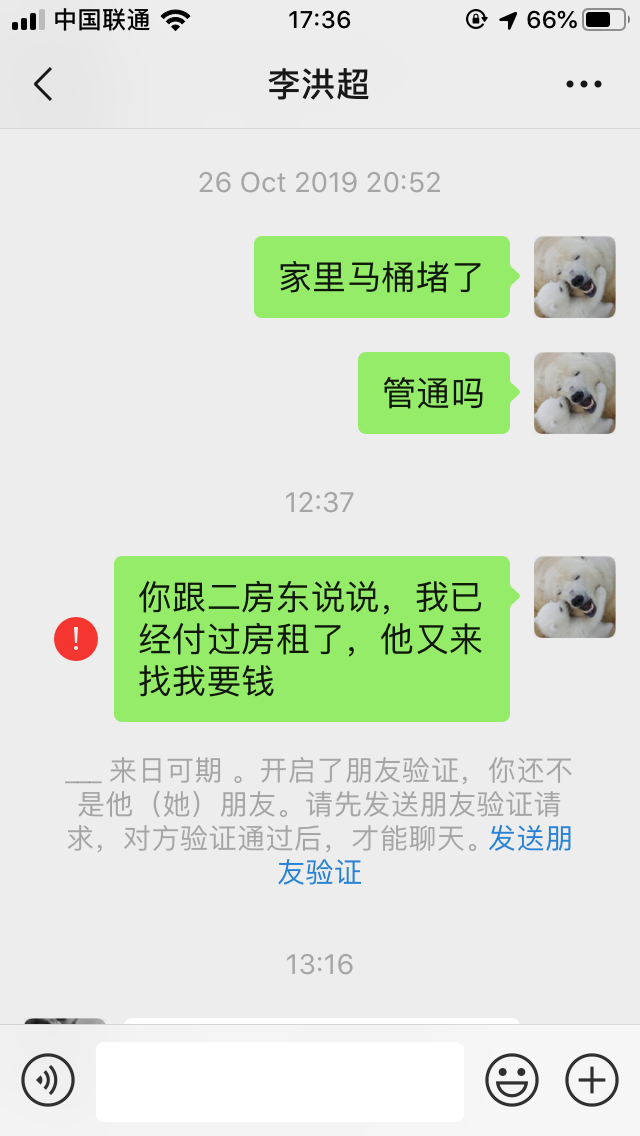 中国联通 17:36 66%
李洪超
26 Oct 2019 20:52
家里马桶堵了
管通吗
12:37
你跟二房东说说，我已
经付过房租了，他又来
找我要钱
!
___ 来日可期 。开启了朋友验证，你还不
是他（她）朋友。请先发送朋友验证请
求，对方验证通过后，才能聊天。发送朋
友验证
13:16